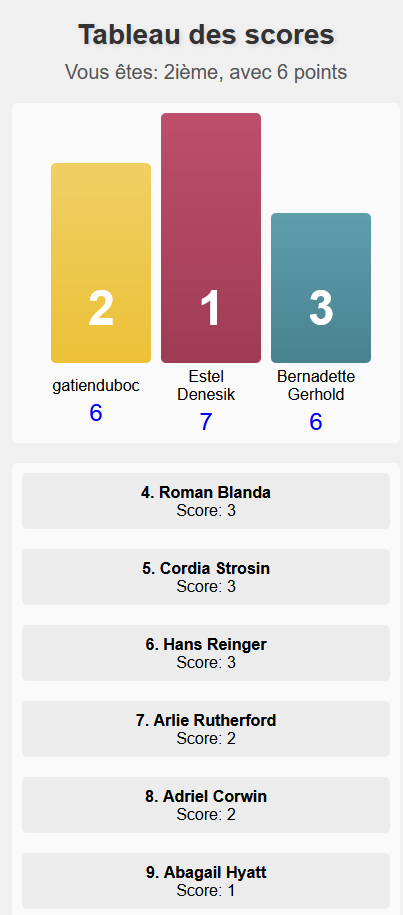 Tableau des scores
Vous êtes: 2ième, avec 6 points
2
1
3
gatienduboc
6
Estel
Denesik
7
Bernadette
Gerhold
6
4. Roman Blanda
Score: 3
5. Cordia Strosin
Score: 3
6. Hans Reinger
Score: 3
7. Arlie Rutherford
Score: 2
8. Adriel Corwin
Score: 2
9. Abagail Hyatt
Score: 1